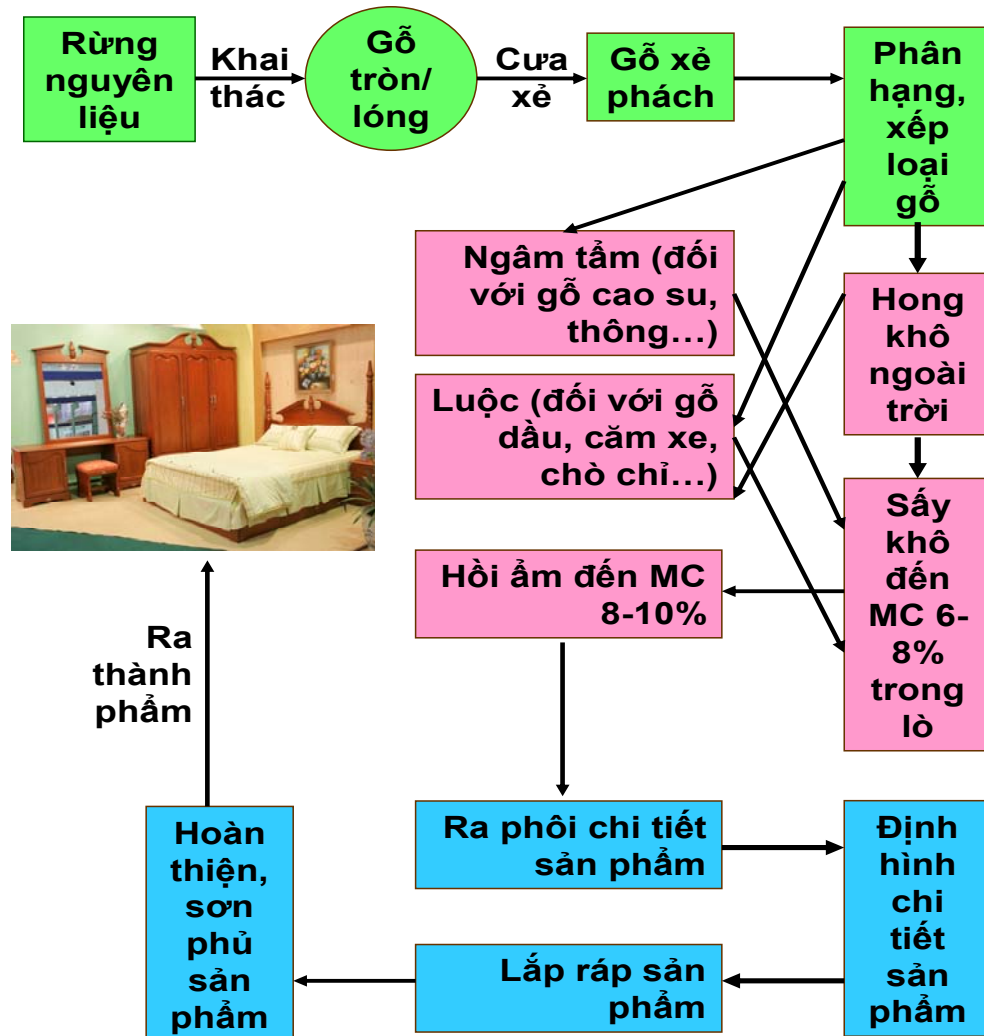 Rừng
nguyên
liệu
Khai
thác
Gỗ
tròn/
lóng
Cưa
xẻ
Gỗ xẻ
phách
Phân
hạng,
xếp
loại
gỗ
Ngâm tẩm (đối
với gỗ cao su,
thông…)
Hong
khô
ngoài
trời
Luộc (đối với gỗ
dầu, căm xe,
chò chỉ…)
Sấy
khô
đến
MC 6-
8%
trong
lò
Hồi ẩm đến MC
8-10%
Ra
thành
phẩm
Ra phôi chi tiết
sản phẩm
Định
hình
chi
tiết
sản
phẩm
Lắp ráp sản
phẩm
Hoàn
thiện,
sơn
phủ
sản
phẩm